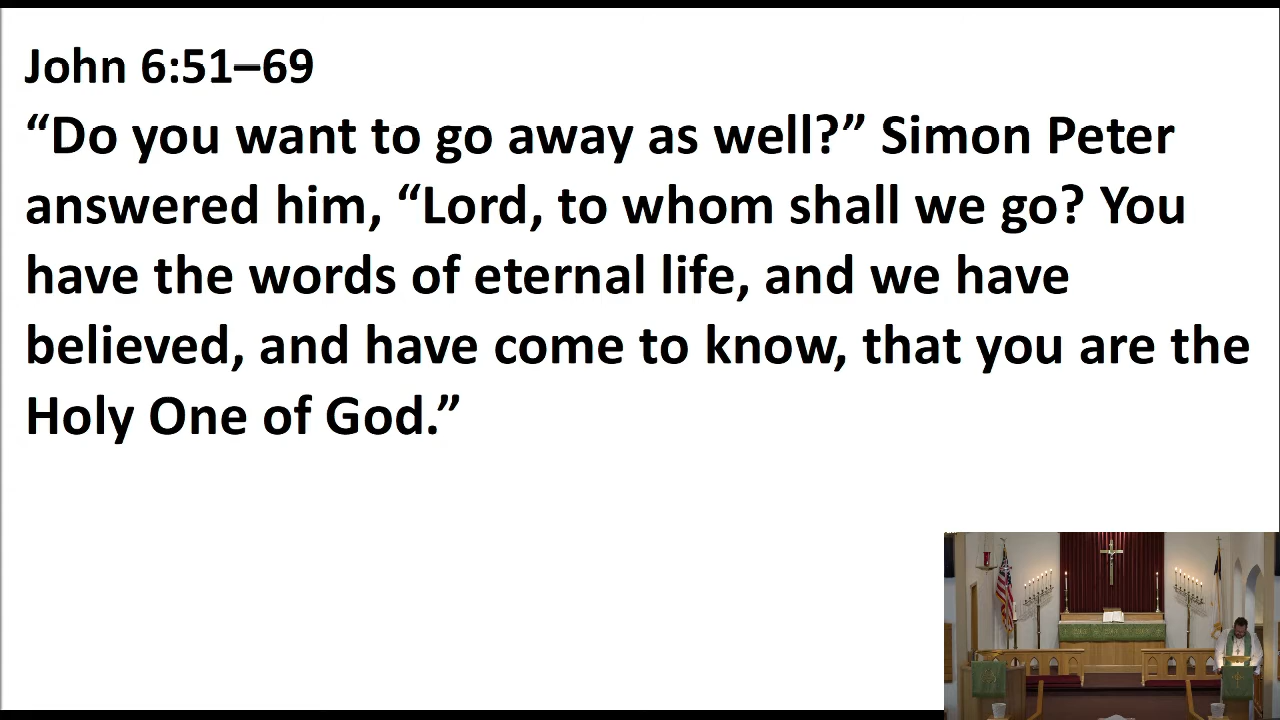 John 6:51–69
“Do you want to go away as well?” Simon Peter
answered him, “Lord, to whom shall we go? You
have the words of eternal life, and we have
believed, and have come to know, that you are the
Holy One of God.”